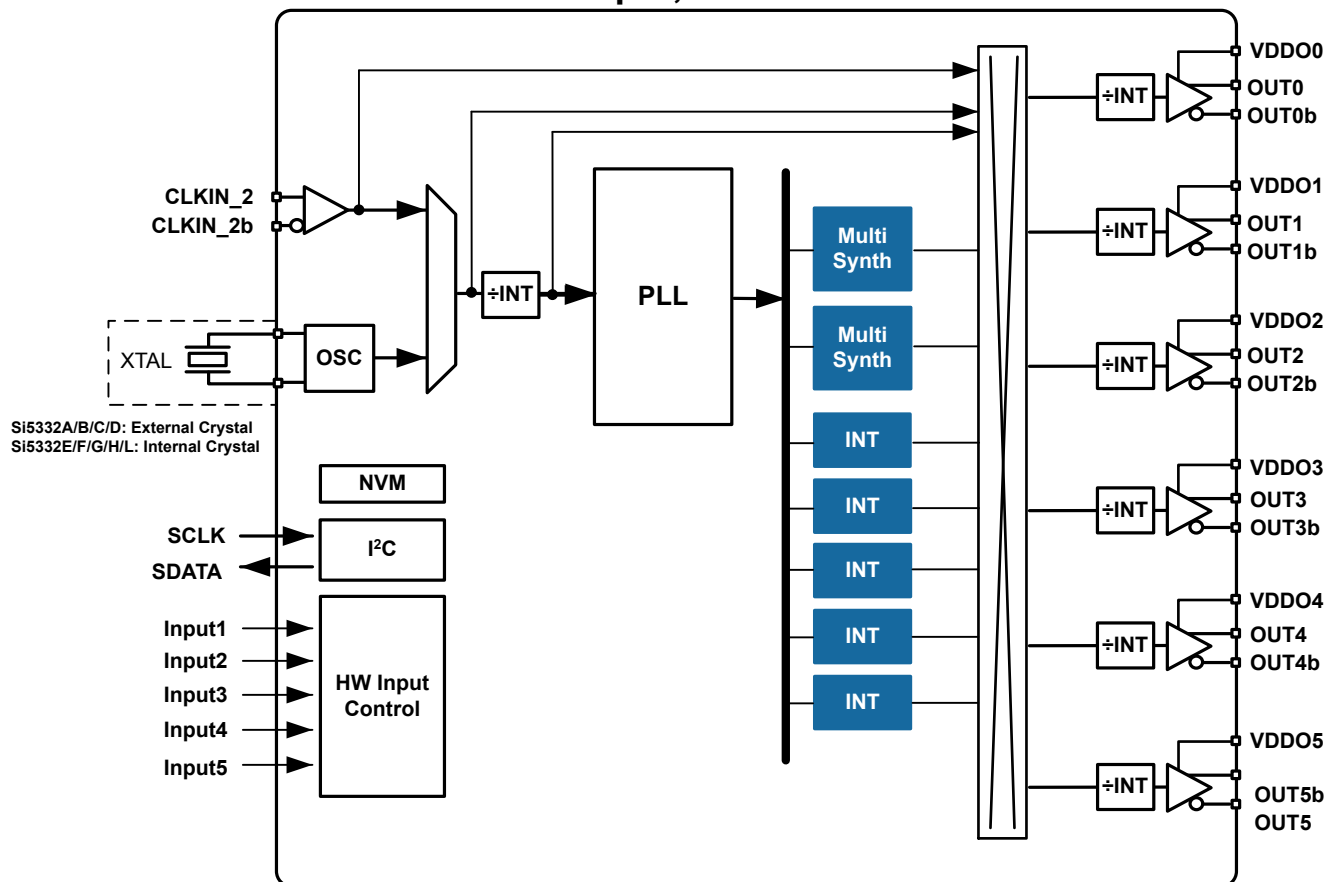 VDDO0
OUT0
÷INT
OUT0b
CLKIN_2
CLKIN_2b
Multi
Synth
VDDO1
OUT1
÷INT
OUT1b
÷INT
PLL
XTAL
OSC
Multi
Synth
VDDO2
OUT2
÷INT
OUT2b
Si5332A/B/C/D: External Crystal
Si5332E/F/G/H/L: Internal Crystal
INT
NVM
INT
VDDO3
OUT3
÷INT
OUT3b
SCLK
SDATA
I²C
INT
Input1
Input2
Input3
Input4
Input5
HW Input
Control
INT
INT
VDDO4
OUT4
÷INT
OUT4b
VDDO5
÷INT
OUT5b
OUT5